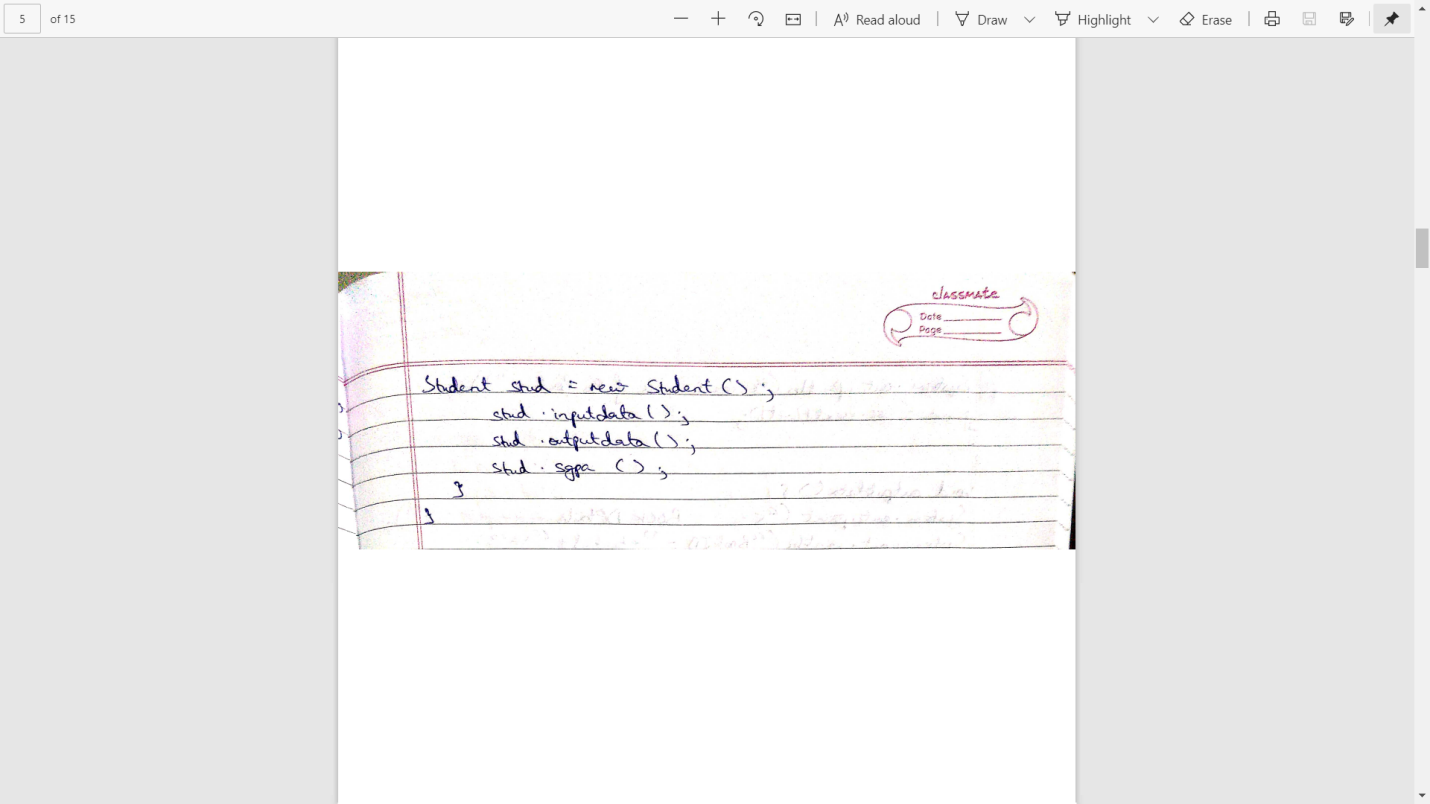 5 of 15 Read aloud Draw Highlight Erase
classmate
Date
Page
Student stud = new Student();
stud.inputdata();
stud.outputdata();
stud.sgpa ();
}
}